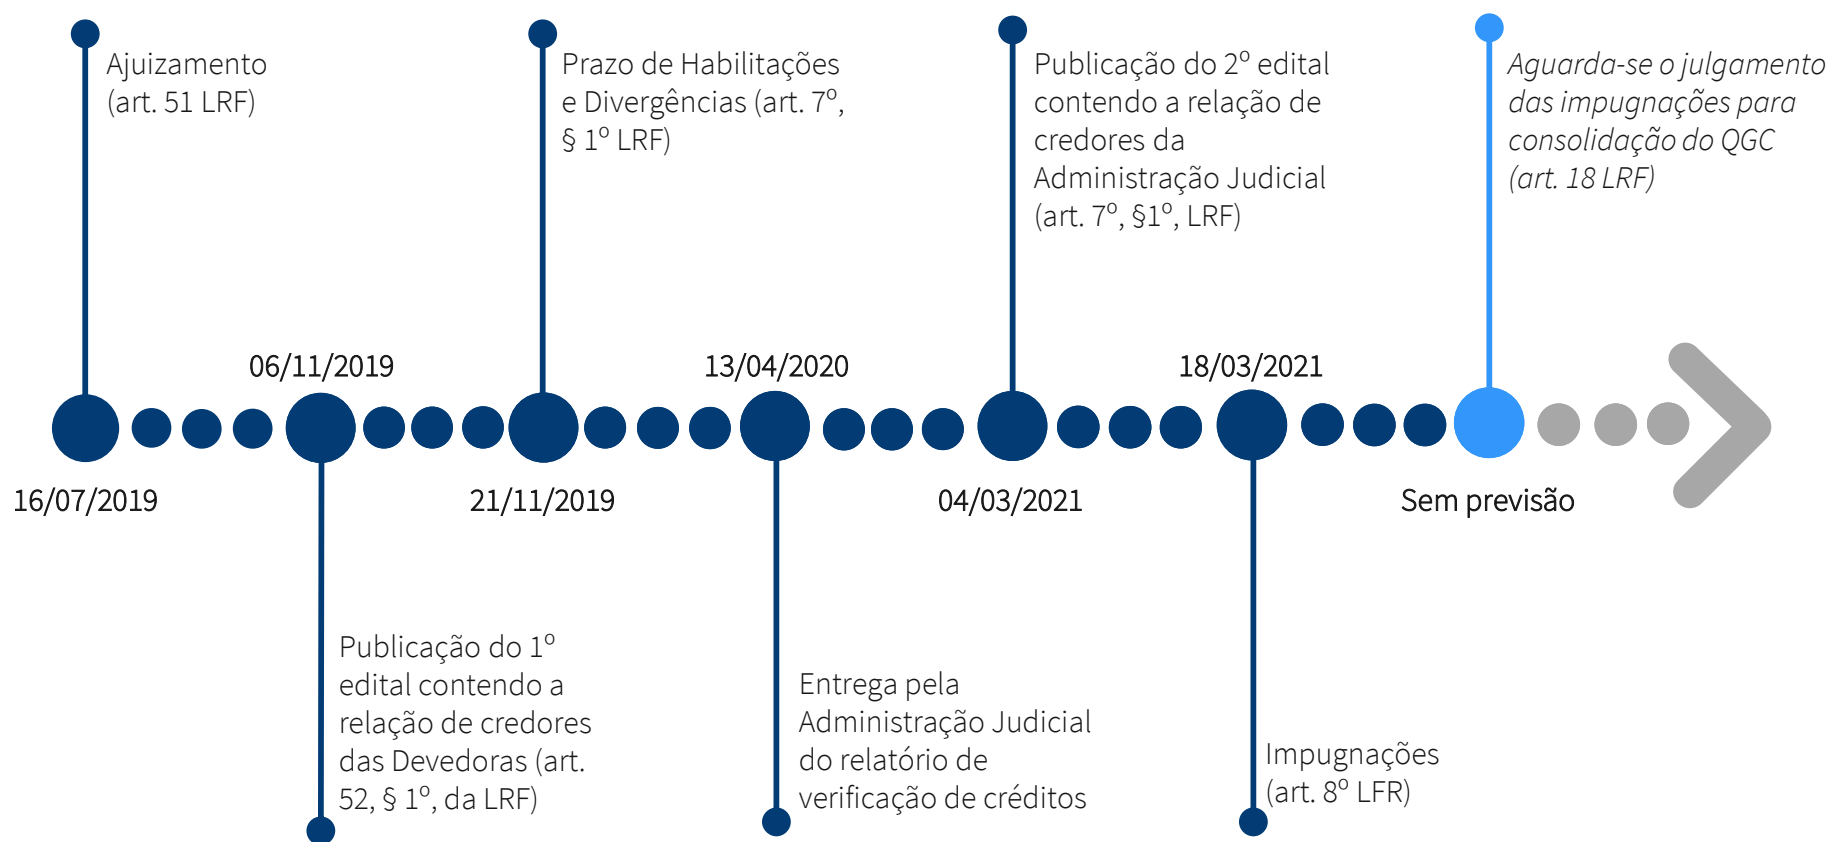 Ajuizamento
(art. 51 LRF)
Prazo de Habilitações
e Divergências (art. 7º,
§ 1º LRF)
Publicação do 2º edital
contendo a relação de
credores da
Administração Judicial
(art. 7º, §1º, LRF)
Aguarda-se o julgamento
das impugnações para
consolidação do QGC
(art. 18 LRF)
06/11/2019
13/04/2020
18/03/2021
16/07/2019
21/11/2019
04/03/2021
Sem previsão
Publicação do 1º
edital contendo a
relação de credores
das Devedoras (art.
52, § 1º, da LRF)
Entrega pela
Administração Judicial
do relatório de
verificação de créditos
Impugnações
(art. 8º LFR)